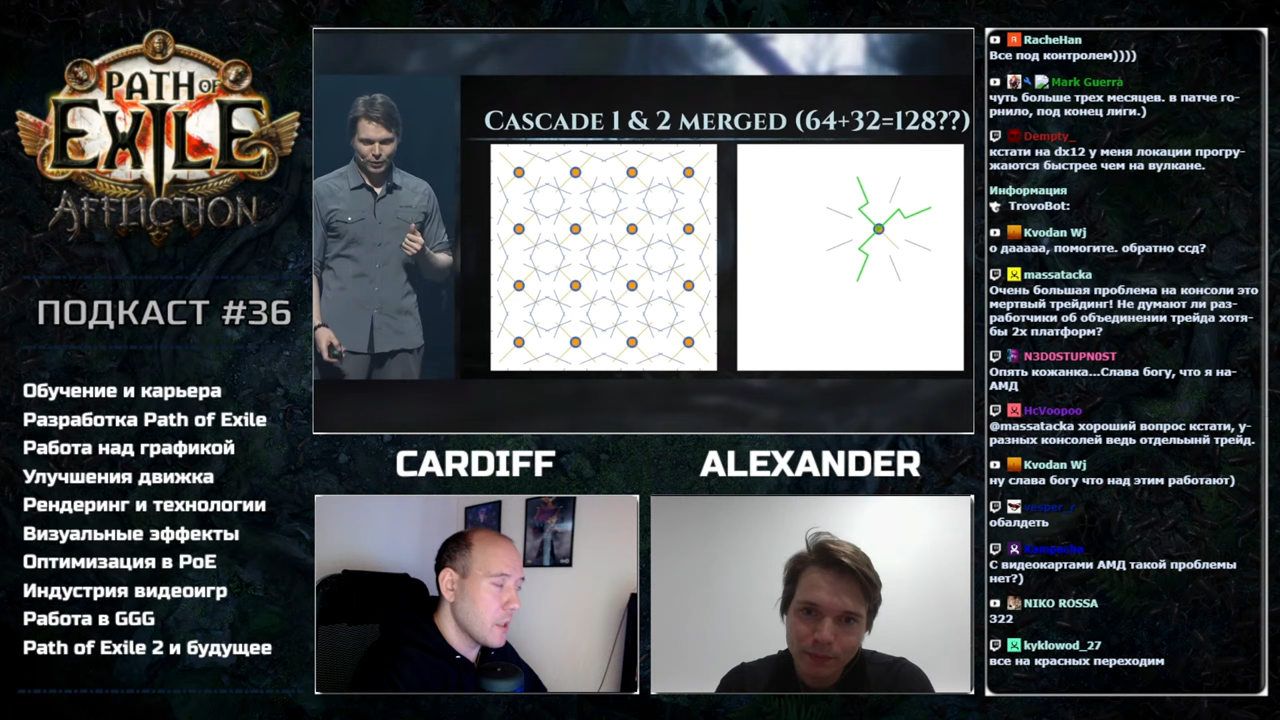 PATH OF
EXILE
AFFLICTION
ПОДКАСТ #36
Обучение и карьера
Разработка Path of Exile
Работа над графикой
Улучшения движка
Рендеринг и технологии
Визуальные эффекты
Оптимизация в PoE
Индустрия видеоигр
Работа в GGG
Path of Exile 2 и будущее
CASCADE 1 & 2 MERGED (64+32=128??)
CARDIFF
ALEXANDER
RacheHan
Все под контролем))))
Mark Guerra
чуть больше трех месяцев. в патче го-
рнило, под конец лиги.)
Dempty_
кстати на dx12 у меня локации прогру-
жаются быстрее чем на вулкане.
Информация
TrovoBot:
Kvodan Wj
о дааааа, помогите. обратно ссд?
massatacka
Очень большая проблема на консоли это
мертвый трейдинг! Не думают ли раз-
работчики об объединении трейда хотя-
бы 2х платформ?
N3D0STUPN0ST
Опять кожанка...Слава богу, что я на-
АМД
HcVoopoo
@massatacka хороший вопрос кстати, у-
разных консолей ведь отдельынй трейд.
Kvodan Wj
ну слава богу что над этим работают)
vesper_r
обалдеть
С видеокартами АМД такой проблемы
нет?)
NIKO ROSSA
322
kyklowod_27
все на красных переходим